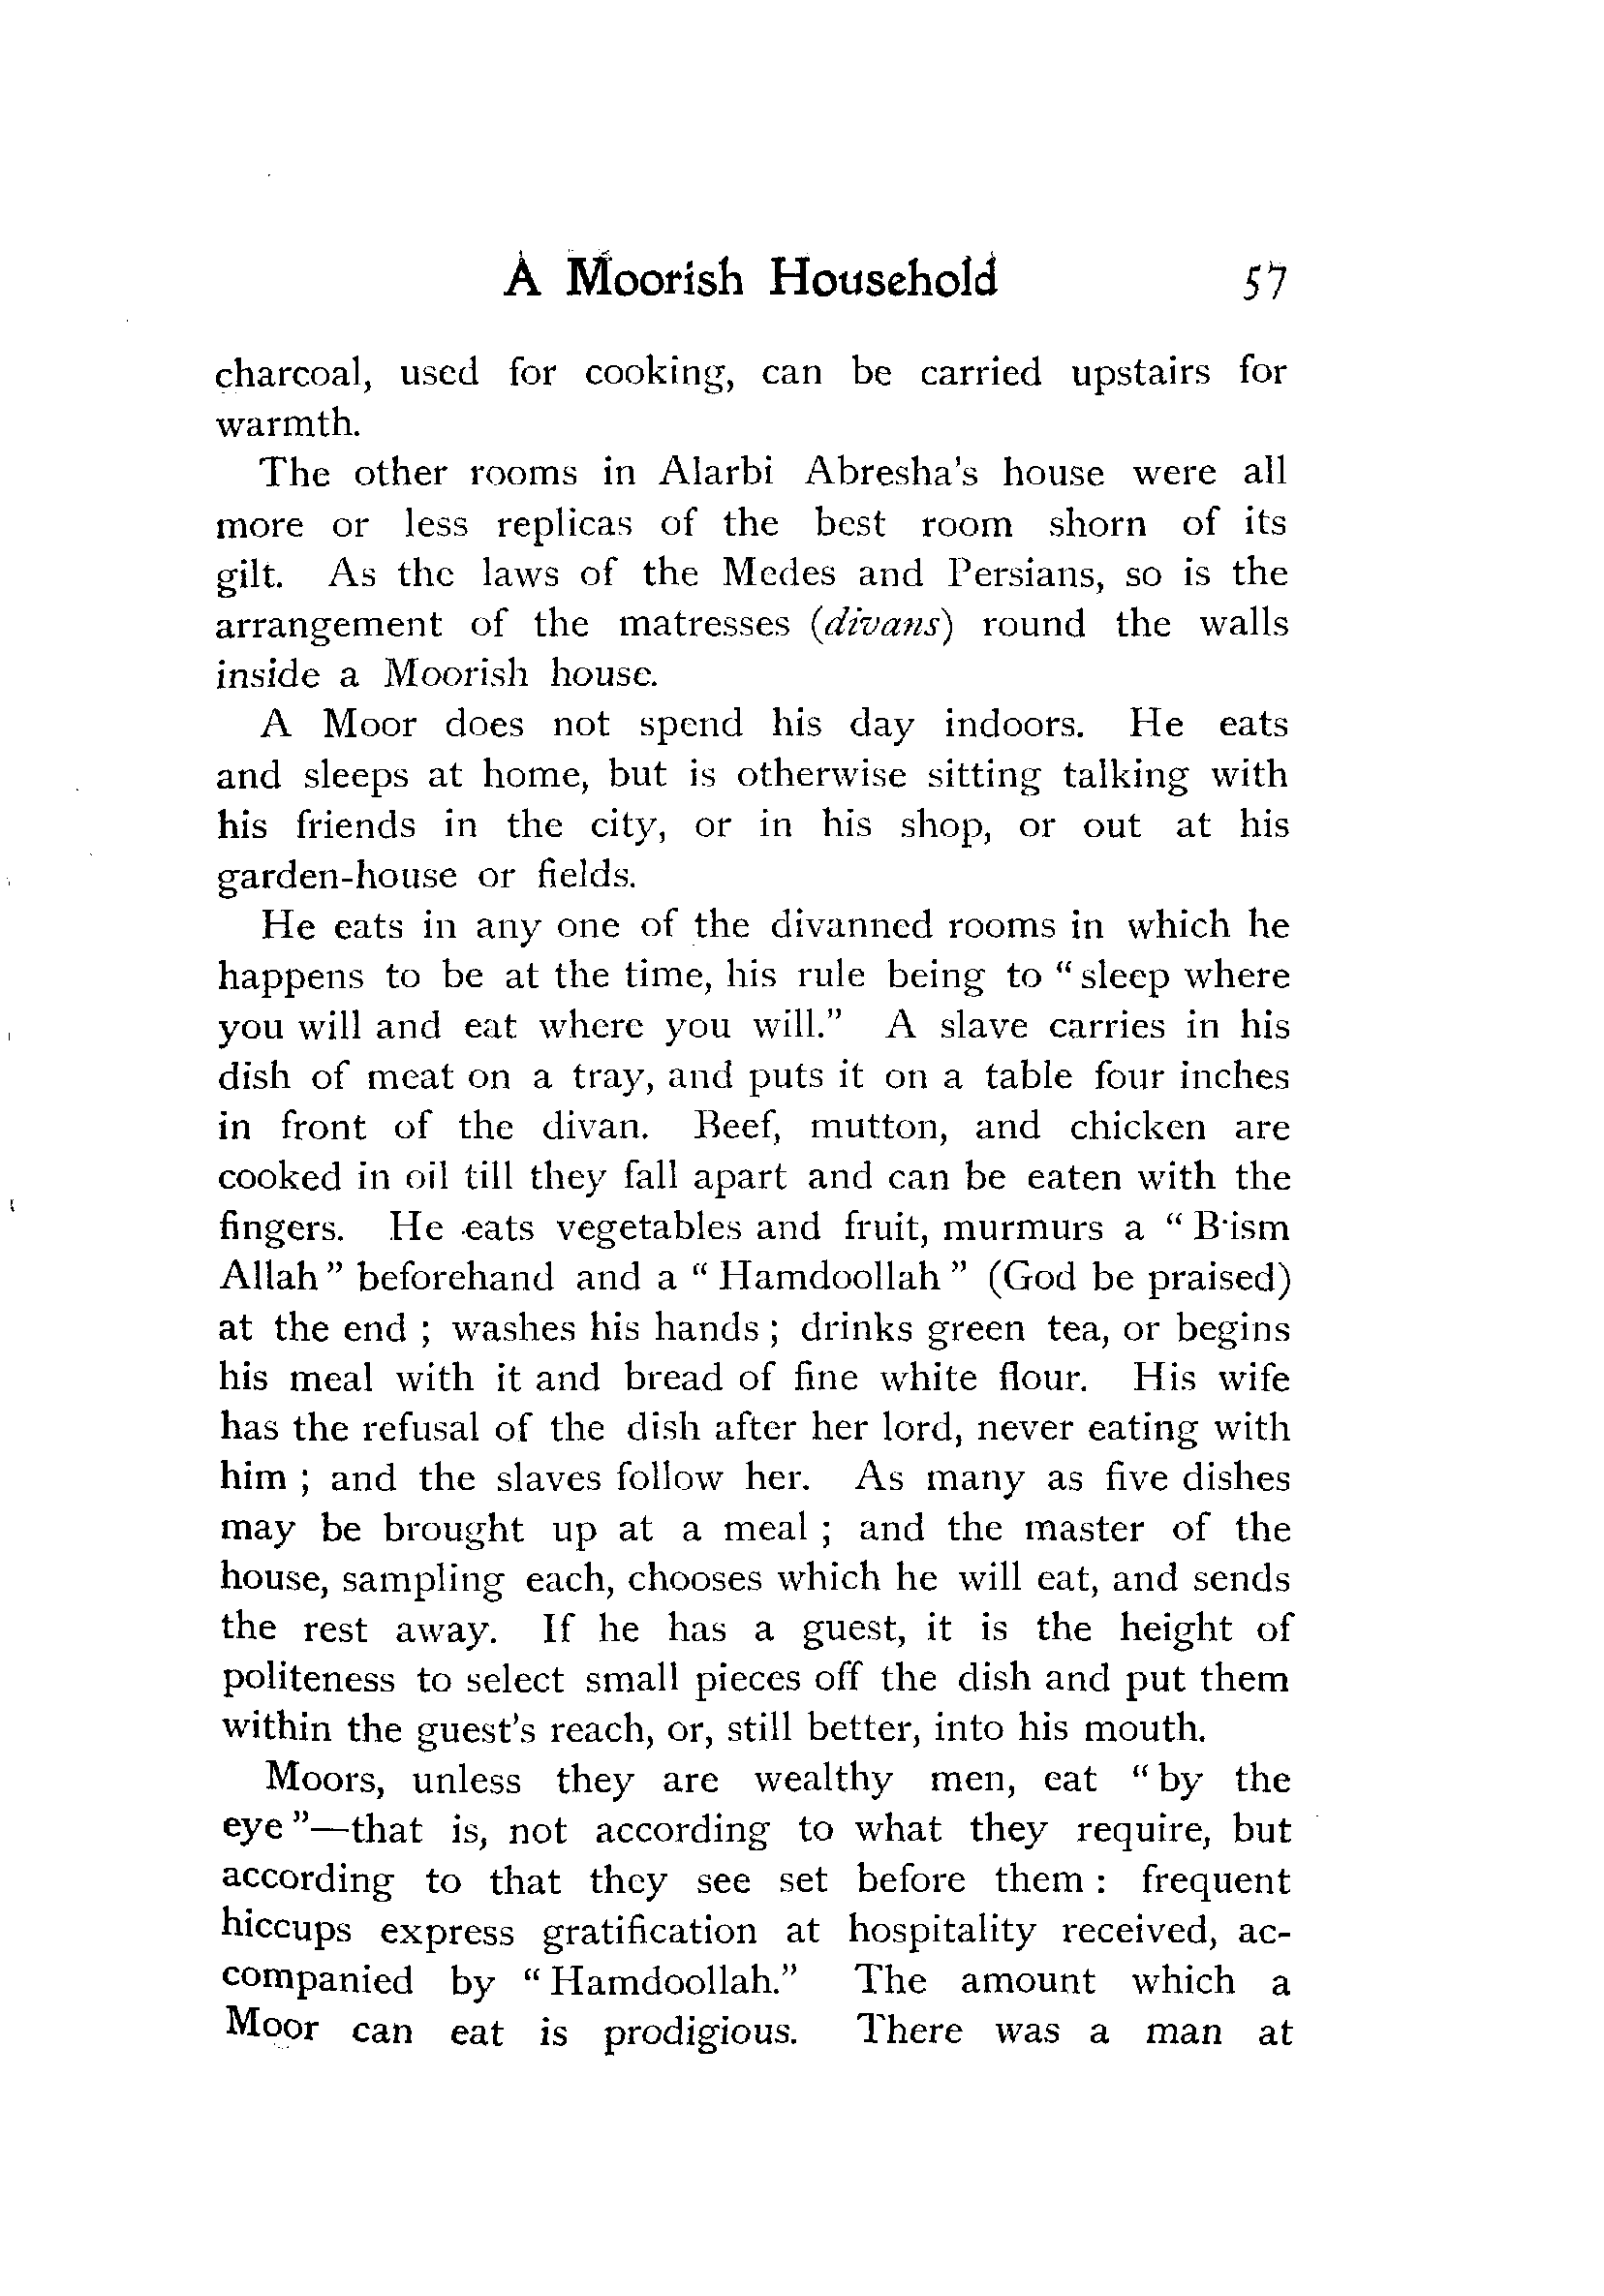 A Moorish Household 57
charcoal, used for cooking, can be carried upstairs for
warmth.
The other rooms in Alarbi Abresha's house were all
more or less replicas of the best room shorn of its
gilt. As the laws of the Medes and Persians, so is the
arrangement of the matresses (divans) round the walls
inside a Moorish house.
A Moor does not spend his day indoors. He eats
and sleeps at home, but is otherwise sitting talking with
his friends in the city, or in his shop, or out at his
garden-house or fields.
He eats in any one of the divanned rooms in which he
happens to be at the time, his rule being to "sleep where
you will and eat where you will." A slave carries in his
dish of meat on a tray, and puts it on a table four inches
in front of the divan. Beef, mutton, and chicken are
cooked in oil till they fall apart and can be eaten with the
fingers. He eats vegetables and fruit, murmurs a "B'ism
Allah" beforehand and a "Hamdoollah" (God be praised)
at the end ; washes his hands ; drinks green tea, or begins
his meal with it and bread of fine white flour. His wife
has the refusal of the dish after her lord, never eating with
him ; and the slaves follow her. As many as five dishes
may be brought up at a meal ; and the master of the
house, sampling each, chooses which he will eat, and sends
the rest away. If he has a guest, it is the height of
politeness to select small pieces off the dish and put them
within the guest's reach, or, still better, into his mouth.
Moors, unless they are wealthy men, eat "by the
eye"—that is, not according to what they require, but
according to that they see set before them : frequent
hiccups express gratification at hospitality received, ac-
companied by "Hamdoollah." The amount which a
Moor can eat is prodigious. There was a man at